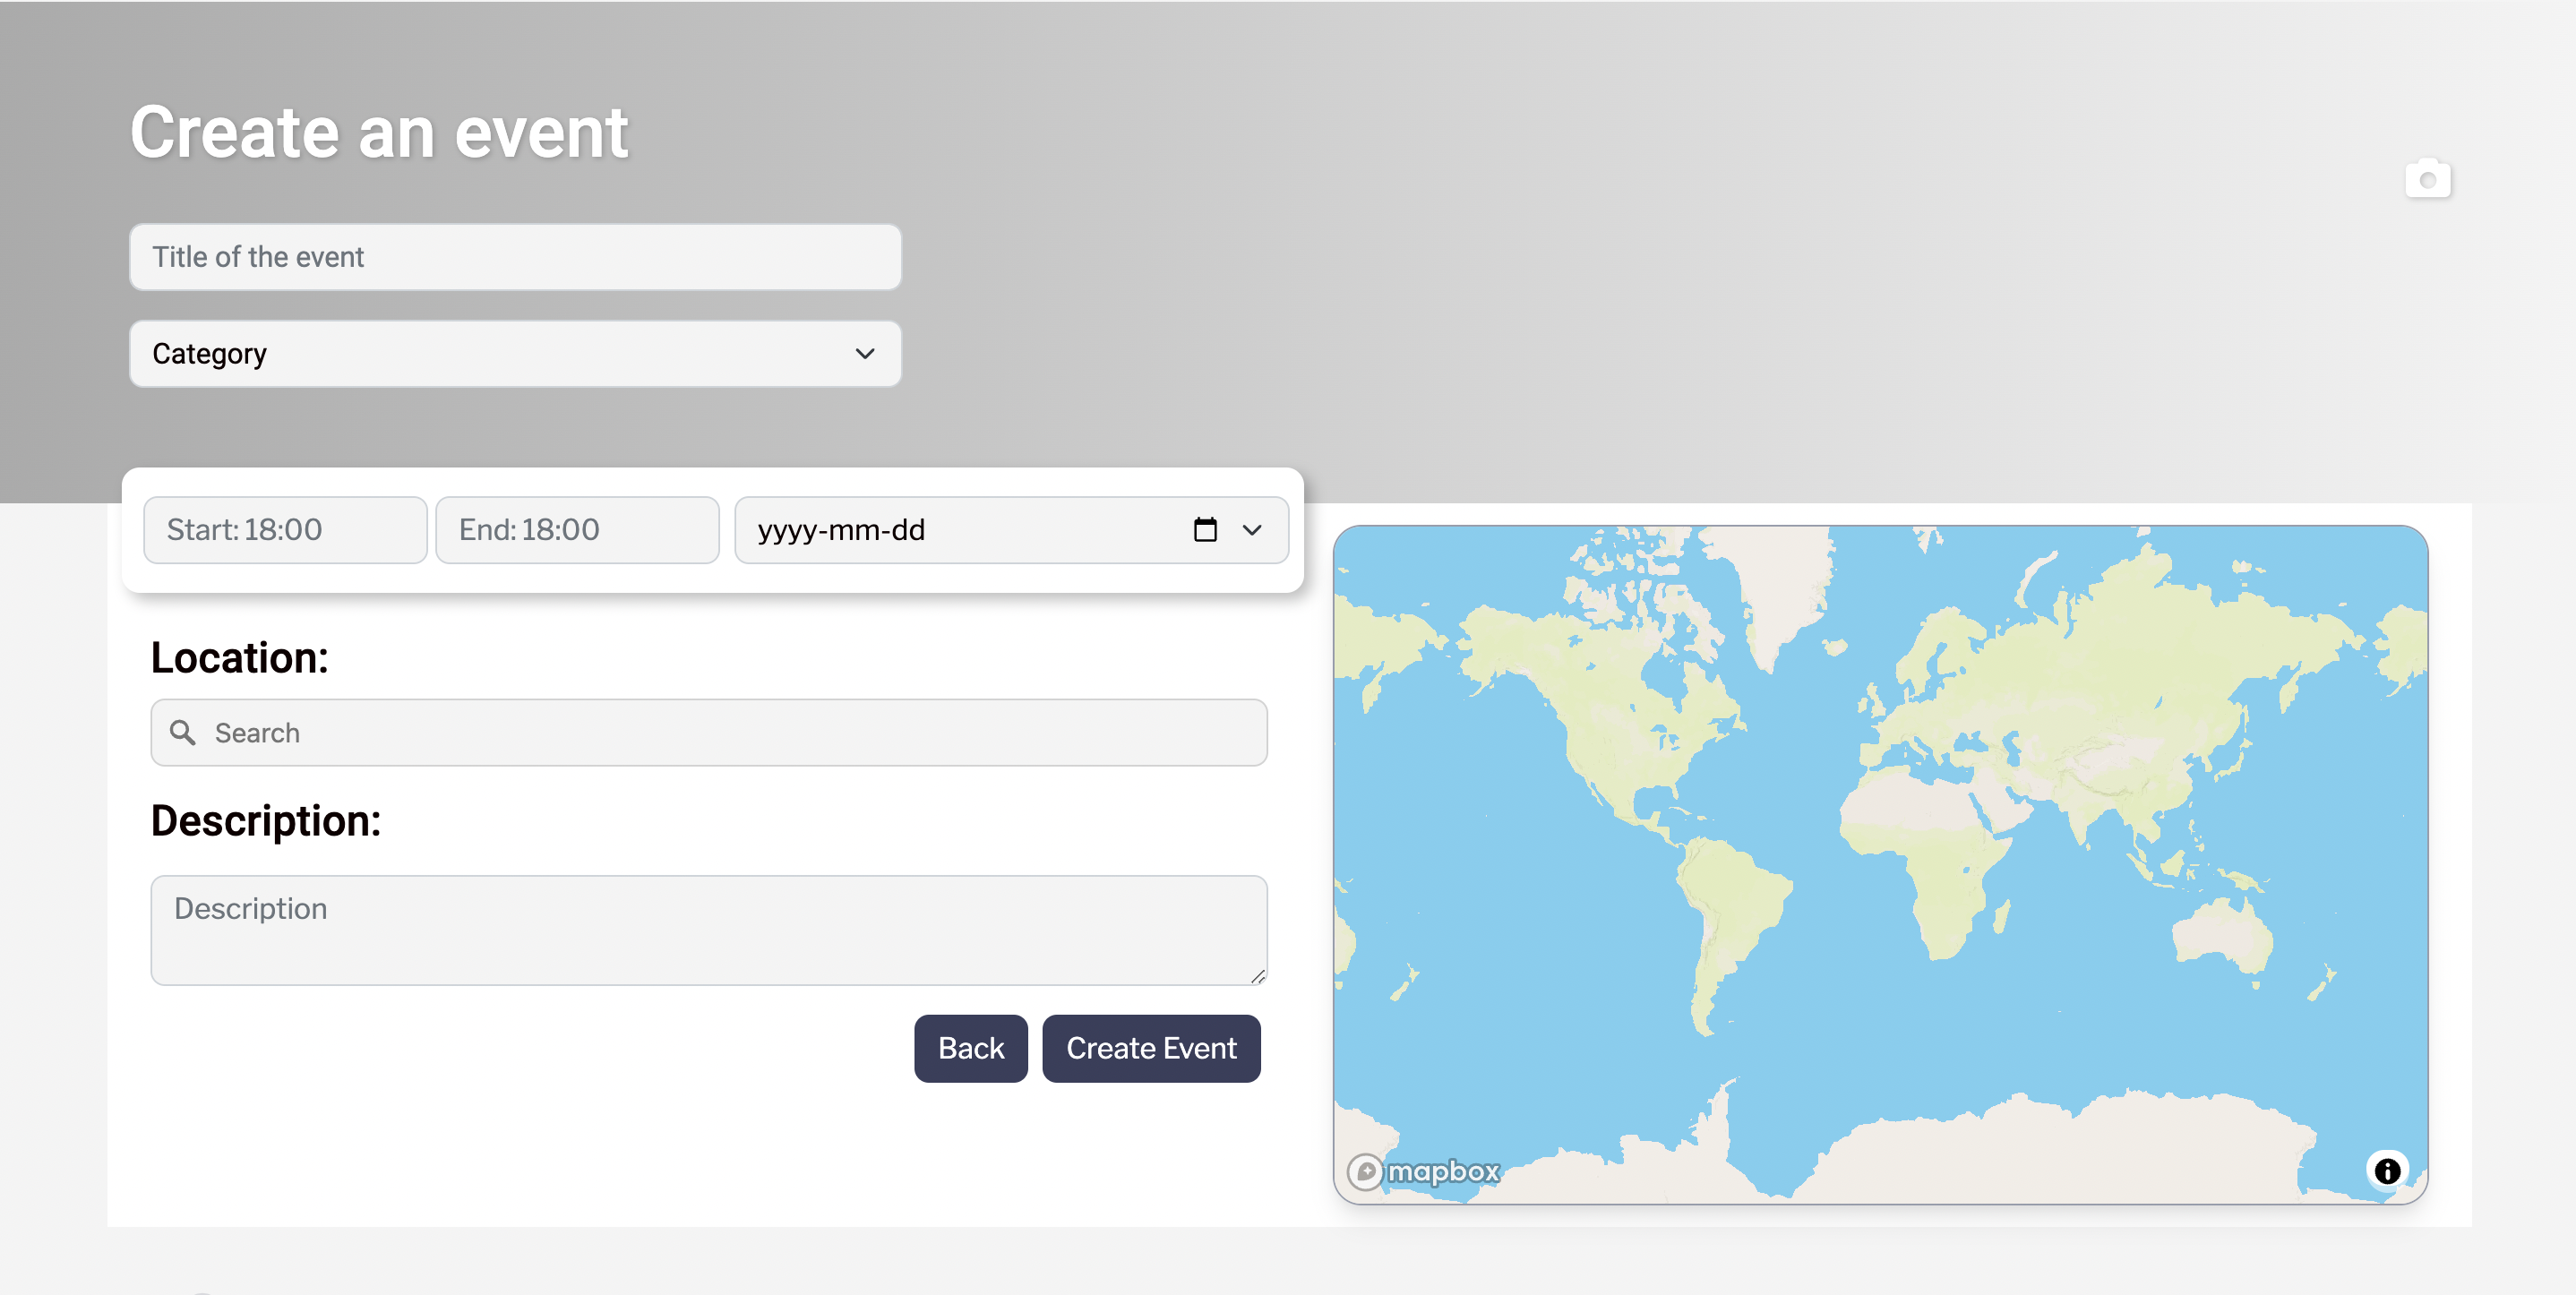 Create an event
Title of the event
Category
Start: 18:00
End: 18:00
yyyy-mm-dd
Location:
Search
Description:
Description
Back
Create Event
mapbox